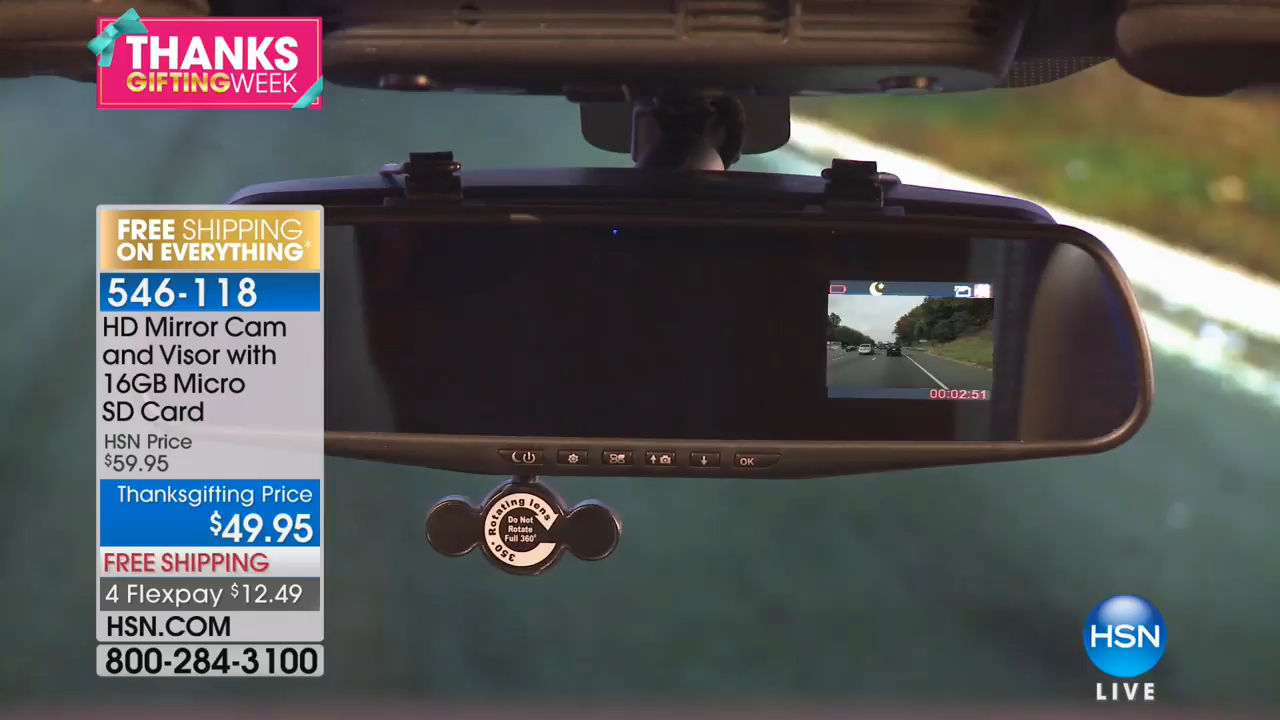 THANKS
GIFTINGWEEK
FREE SHIPPING
ON EVERYTHING*
546-118
HD Mirror Cam
and Visor with
16GB Micro
SD Card
HSN Price
$59.95
Thanksgifting Price
$49.95
FREE SHIPPING
4 Flexpay $12.49
HSN.COM
800-284-3100
00:02:51
OK
350° Rotating lens
Do Not
Rotate
Full 360°
HSN
LIVE